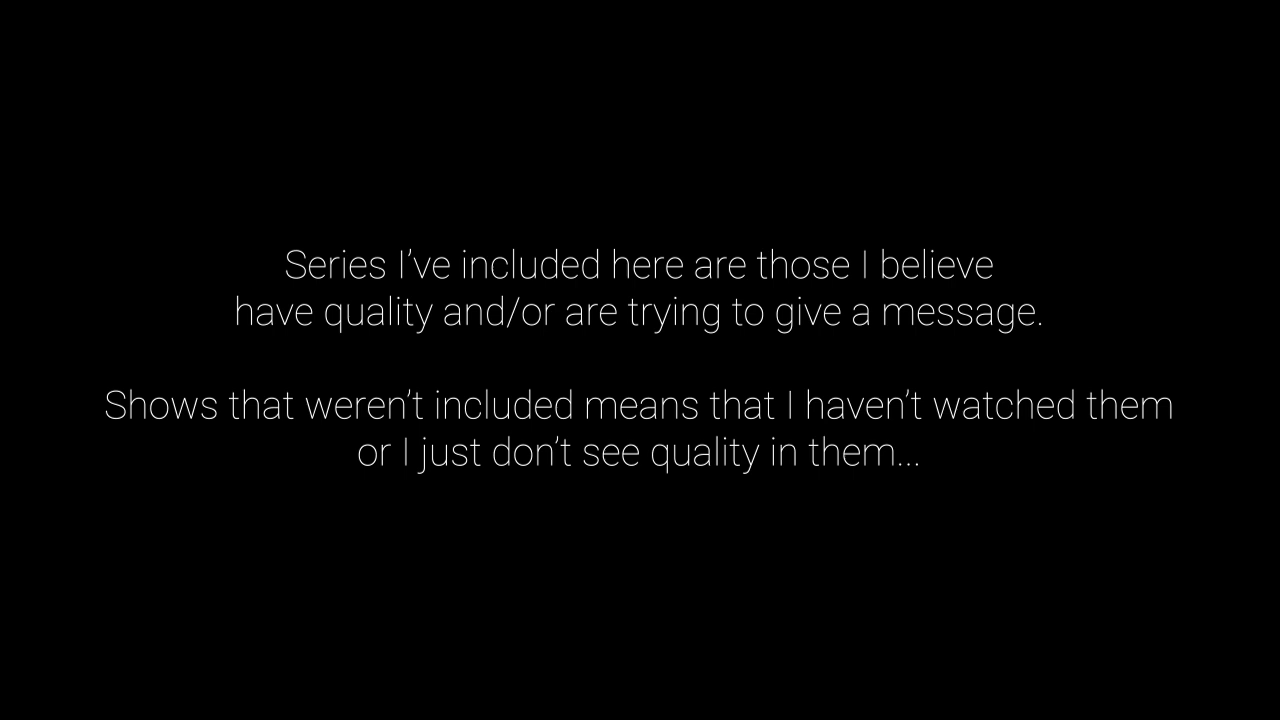 Series I’ve included here are those I believe
have quality and/or are trying to give a message.
Shows that weren’t included means that I haven’t watched them
or I just don’t see quality in them...